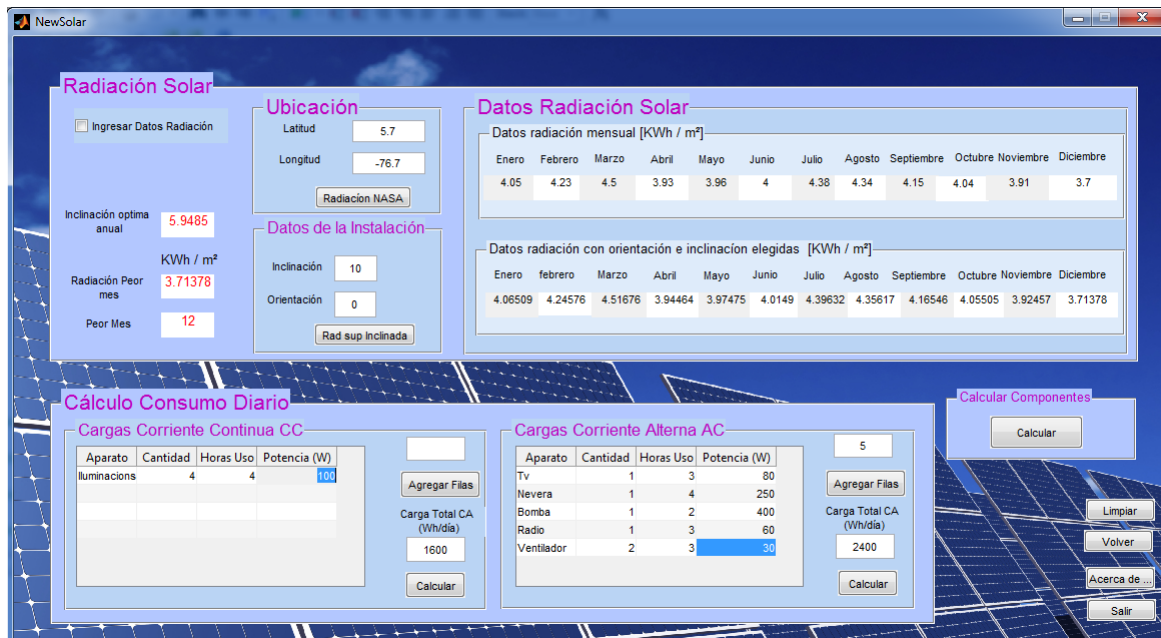 NewSolar
Radiación Solar
Ingresar Datos Radiación
Inclinación optima
anual
5.9485
KWh / m²
Radiación Peor
mes
3.71378
Peor Mes
12
Ubicación
Latitud
5.7
Longitud
-76.7
Radiacíon NASA
Datos de la Instalación
Inclinación
10
Orientación
0
Rad sup Inclinada
Datos Radiación Solar
Datos radiación mensual [KWh / m²]
Enero Febrero Marzo Abril Mayo Junio Julio Agosto Septiembre Octubre Noviembre Diciembre
4.05 4.23 4.5 3.93 3.96 4 4.38 4.34 4.15 4.04 3.91 3.7
Datos radiación con orientación e inclinacíon elegidas [KWh / m²]
Enero febrero Marzo Abril Mayo Junio Julio Agosto Septiembre Octubre Noviembre Diciembre
4.06509 4.24576 4.51676 3.94464 3.97475 4.0149 4.39632 4.35617 4.16546 4.05505 3.92457 3.71378
Cálculo Consumo Diario
Cargas Corriente Continua CC
Aparato Cantidad Horas Uso Potencia (W)
Iluminacions 4 4 100
Agregar Filas
Carga Total CA
(Wh/día)
1600
Calcular
Cargas Corriente Alterna AC
Aparato Cantidad Horas Uso Potencia (W)
Tv 1 3 80
Nevera 1 4 250
Bomba 1 2 400
Radio 1 3 60
Ventilador 2 3 30
5
Agregar Filas
Carga Total CA
(Wh/día)
2400
Calcular
Calcular Componentes
Calcular
Limpiar
Volver
Acerca de ...
Salir